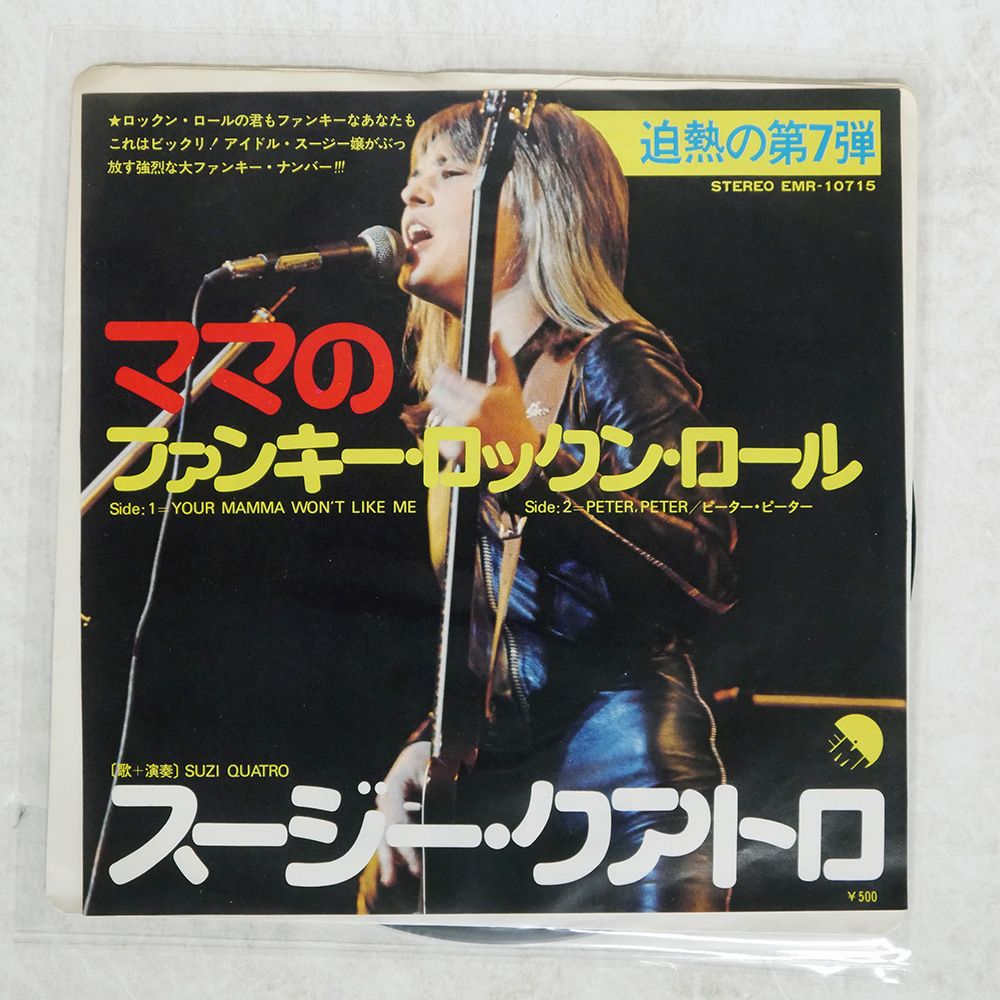 ★ロックン・ロールの君もファンキーなあなたも
これはビックリ! アイドル・スージー嬢がぶっ
放す強烈な大ファンキー・ナンバー!!!
迫熱の第7弾
STEREO EMR-10715
ママの
ファンキー・ロックン・ロール
Side: 1=YOUR MAMMA WON'T LIKE ME
Side: 2=PETER, PETER/ピーター・ピーター
EMI
〔歌+演奏〕SUZI QUATRO
スージー・クアトロ
¥500